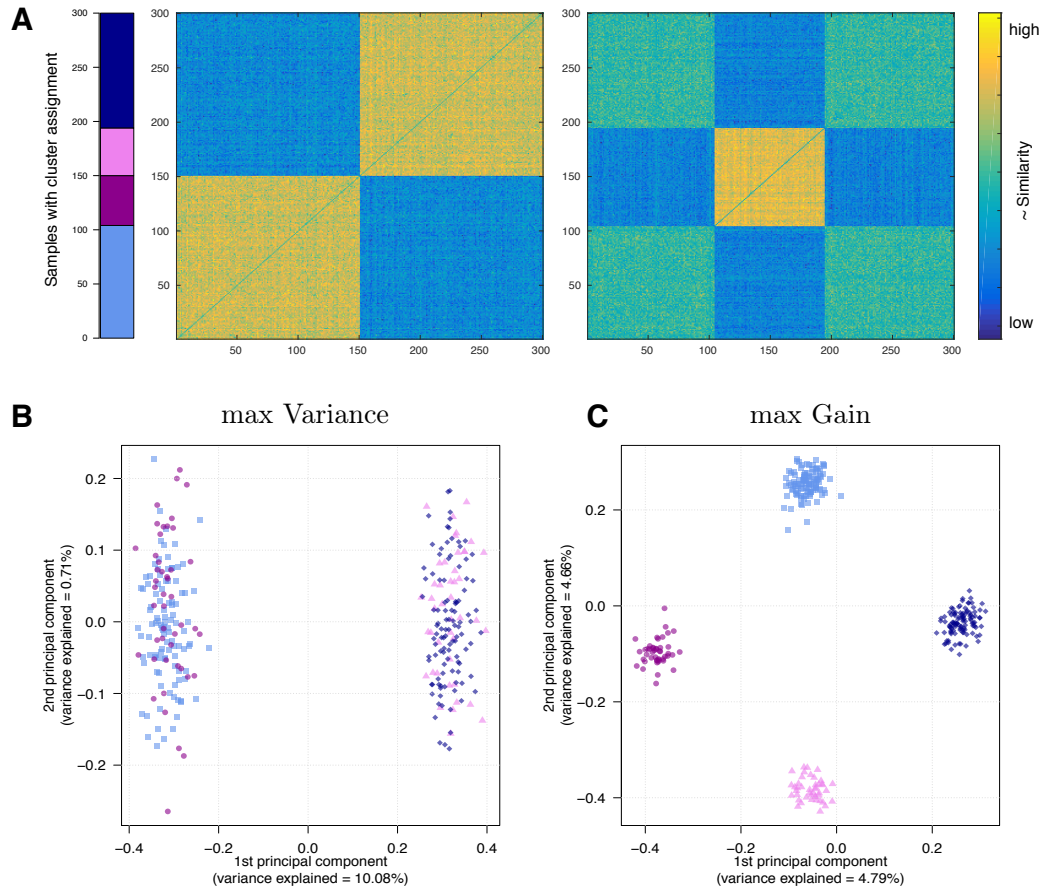 A
Samples with cluster assignment
300
250
200
150
100
50
0
300
250
200
150
100
50
50
100
150
200
250
300
300
250
200
150
100
50
50
100
150
200
250
300
high
~ Similarity
low
B
max Variance
2nd principal component
(variance explained = 0.71%)
0.2
0.1
0.0
−0.1
−0.2
−0.4
−0.2
0.0
0.2
0.4
1st principal component
(variance explained = 10.08%)
C
max Gain
2nd principal component
(variance explained = 4.66%)
0.2
0.0
−0.2
−0.4
−0.4
−0.2
0.0
0.2
1st principal component
(variance explained = 4.79%)